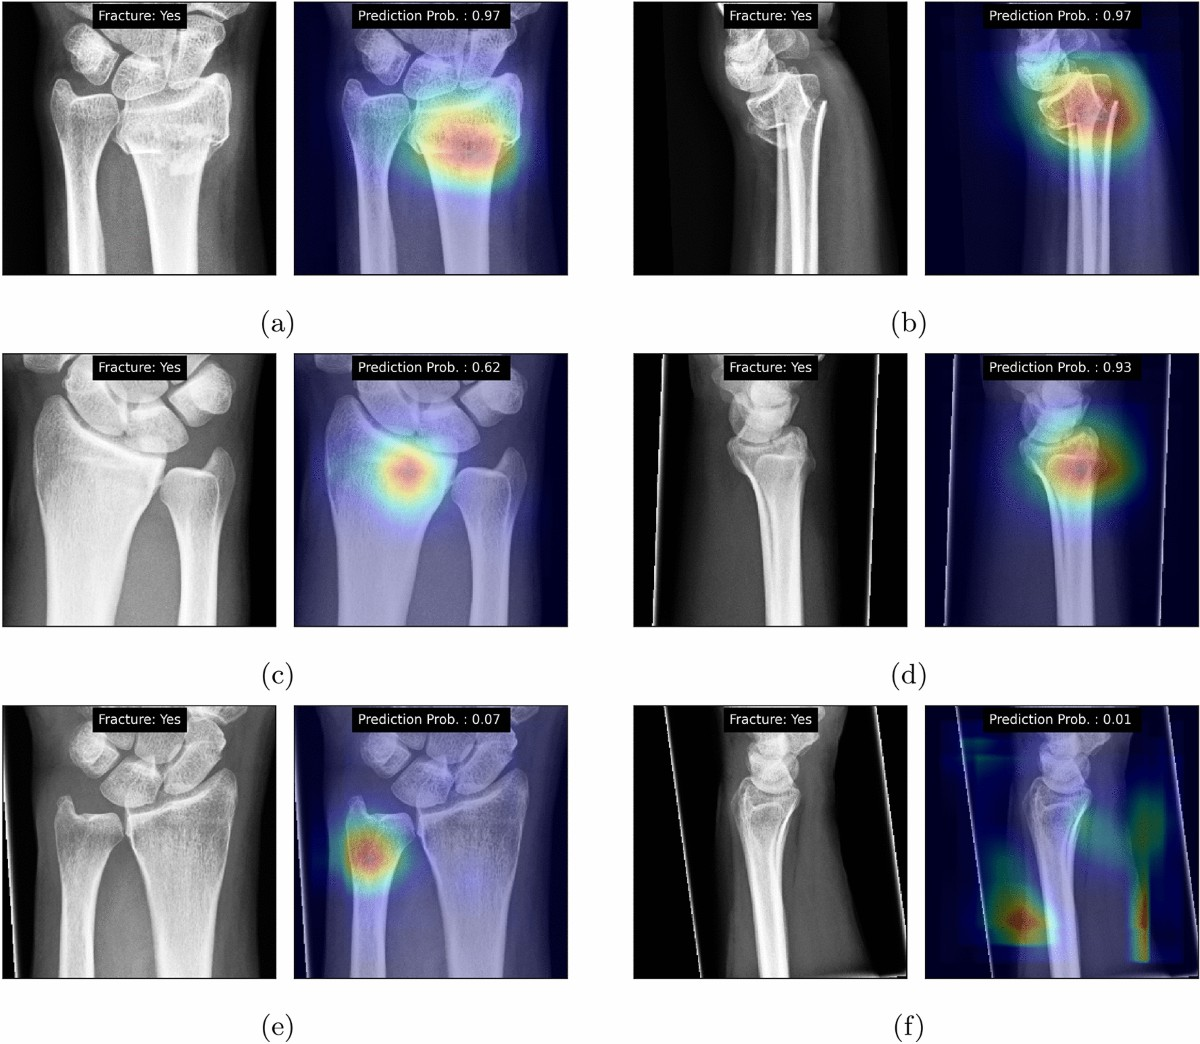 Fracture: Yes
Prediction Prob. : 0.97
Fracture: Yes
Prediction Prob. : 0.97
(a)
(b)
Fracture: Yes
Prediction Prob. : 0.62
Fracture: Yes
Prediction Prob. : 0.93
(c)
(d)
Fracture: Yes
Prediction Prob. : 0.07
Fracture: Yes
Prediction Prob. : 0.01
(e)
(f)